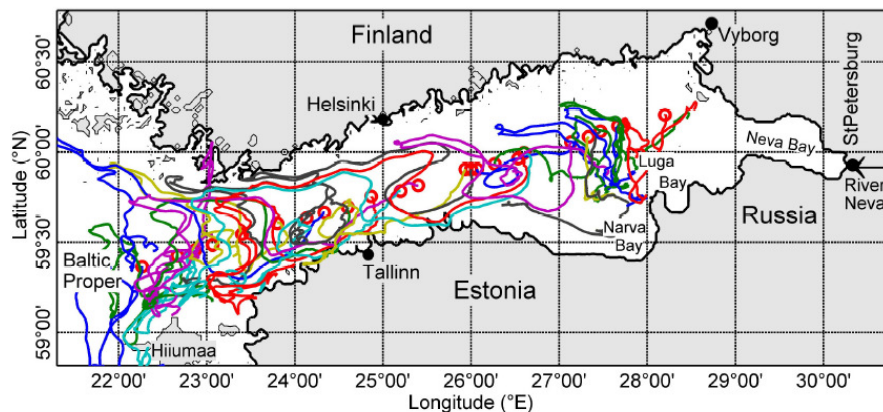 Finland
Vyborg
StPetersburg
60°30'
Helsinki
Neva Bay
60°00'
Luga
Bay
River
Neva
Latitude (°N)
59°30'
Narva
Bay
Russia
Baltic
Proper
Tallinn
Estonia
59°00'
Hiiumaa
22°00' 23°00' 24°00' 25°00' 26°00' 27°00' 28°00' 29°00' 30°00'
Longitude (°E)